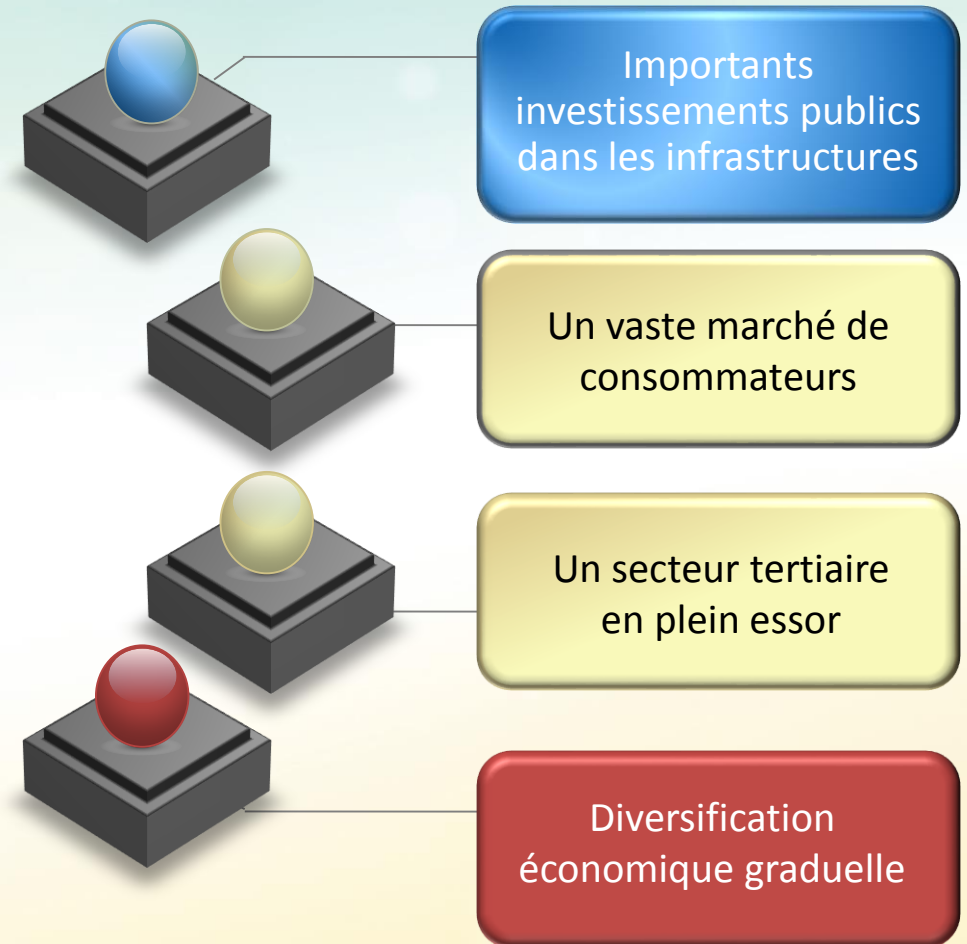 Importants
investissements publics
dans les infrastructures
Un vaste marché de
consommateurs
Un secteur tertiaire
en plein essor
Diversification
économique graduelle